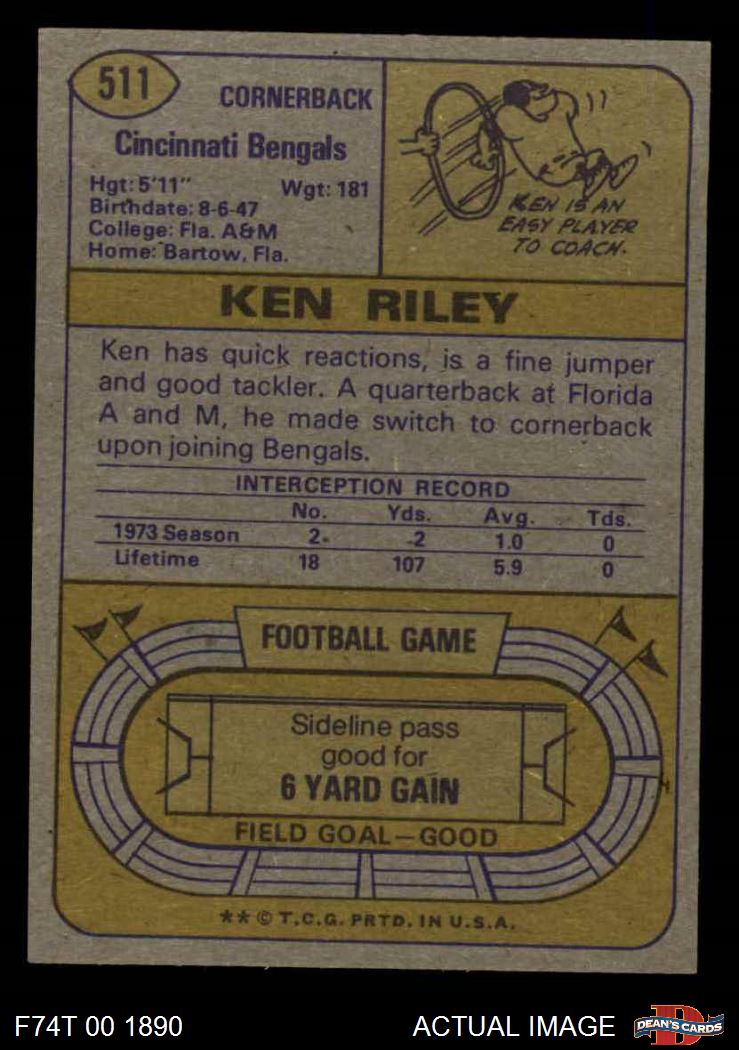 511
CORNERBACK
Cincinnati Bengals
Hgt: 5'11" Wgt: 181
Birthdate: 8-6-47
College: Fla. A&M
Home: Bartow, Fla.
KEN IS AN
EASY PLAYER
TO COACH.
KEN RILEY
Ken has quick reactions, is a fine jumper
and good tackler. A quarterback at Florida
A and M, he made switch to cornerback
upon joining Bengals.
INTERCEPTION RECORD
No. Yds. Avg. Tds.
1973 Season 2 2 1.0 0
Lifetime 18 107 5.9 0
FOOTBALL GAME
Sideline pass
good for
6 YARD GAIN
FIELD GOAL—GOOD
** © T.C.G. PRTD. IN U.S.A.
F74T 00 1890 ACTUAL IMAGE
D
DEAN'S CARDS